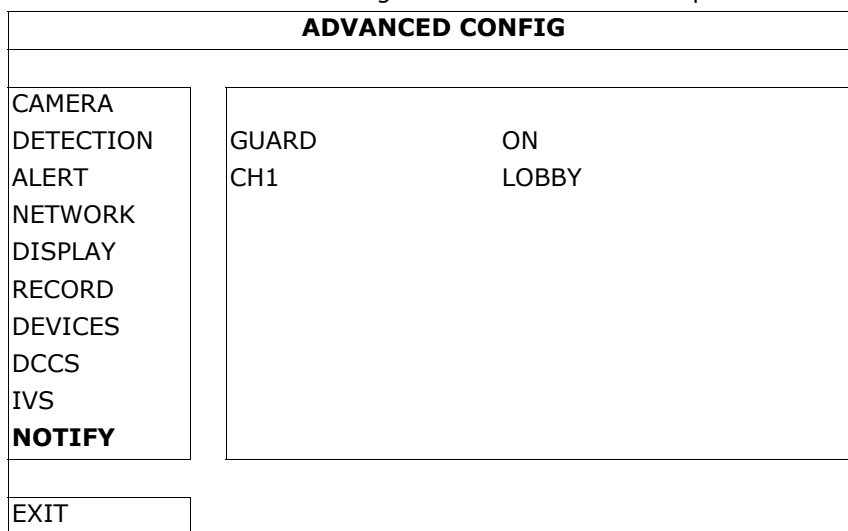 ADVANCED CONFIG
CAMERA
DETECTION GUARD ON
ALERT CH1 LOBBY
NETWORK
DISPLAY
RECORD
DEVICES
DCCS
IVS
NOTIFY
EXIT